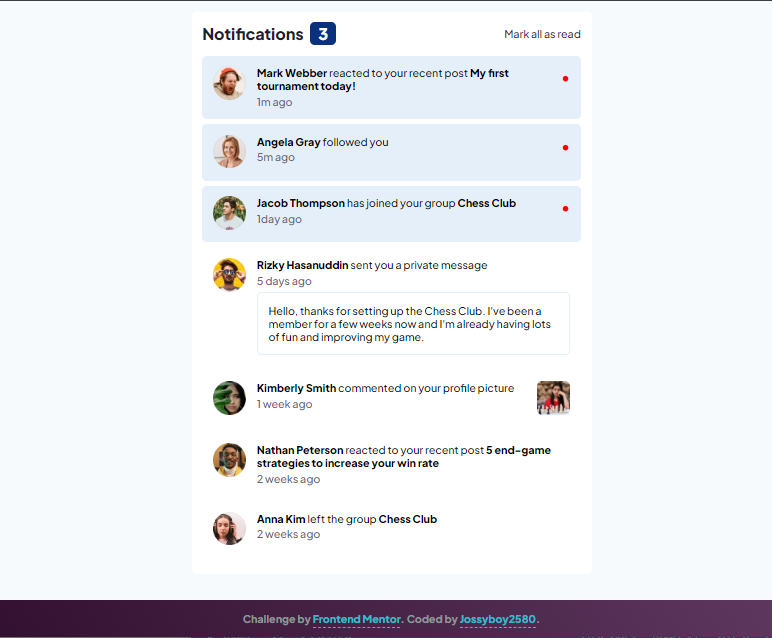 Notifications 3 Mark all as read
Mark Webber reacted to your recent post My first
tournament today!
1m ago
Angela Gray followed you
5m ago
Jacob Thompson has joined your group Chess Club
1day ago
Rizky Hasanuddin sent you a private message
5 days ago
Hello, thanks for setting up the Chess Club. I've been a
member for a few weeks now and I'm already having lots
of fun and improving my game.
Kimberly Smith commented on your profile picture
1 week ago
Nathan Peterson reacted to your recent post 5 end-game
strategies to increase your win rate
2 weeks ago
Anna Kim left the group Chess Club
2 weeks ago
Challenge by Frontend Mentor. Coded by Jossyboy2580.